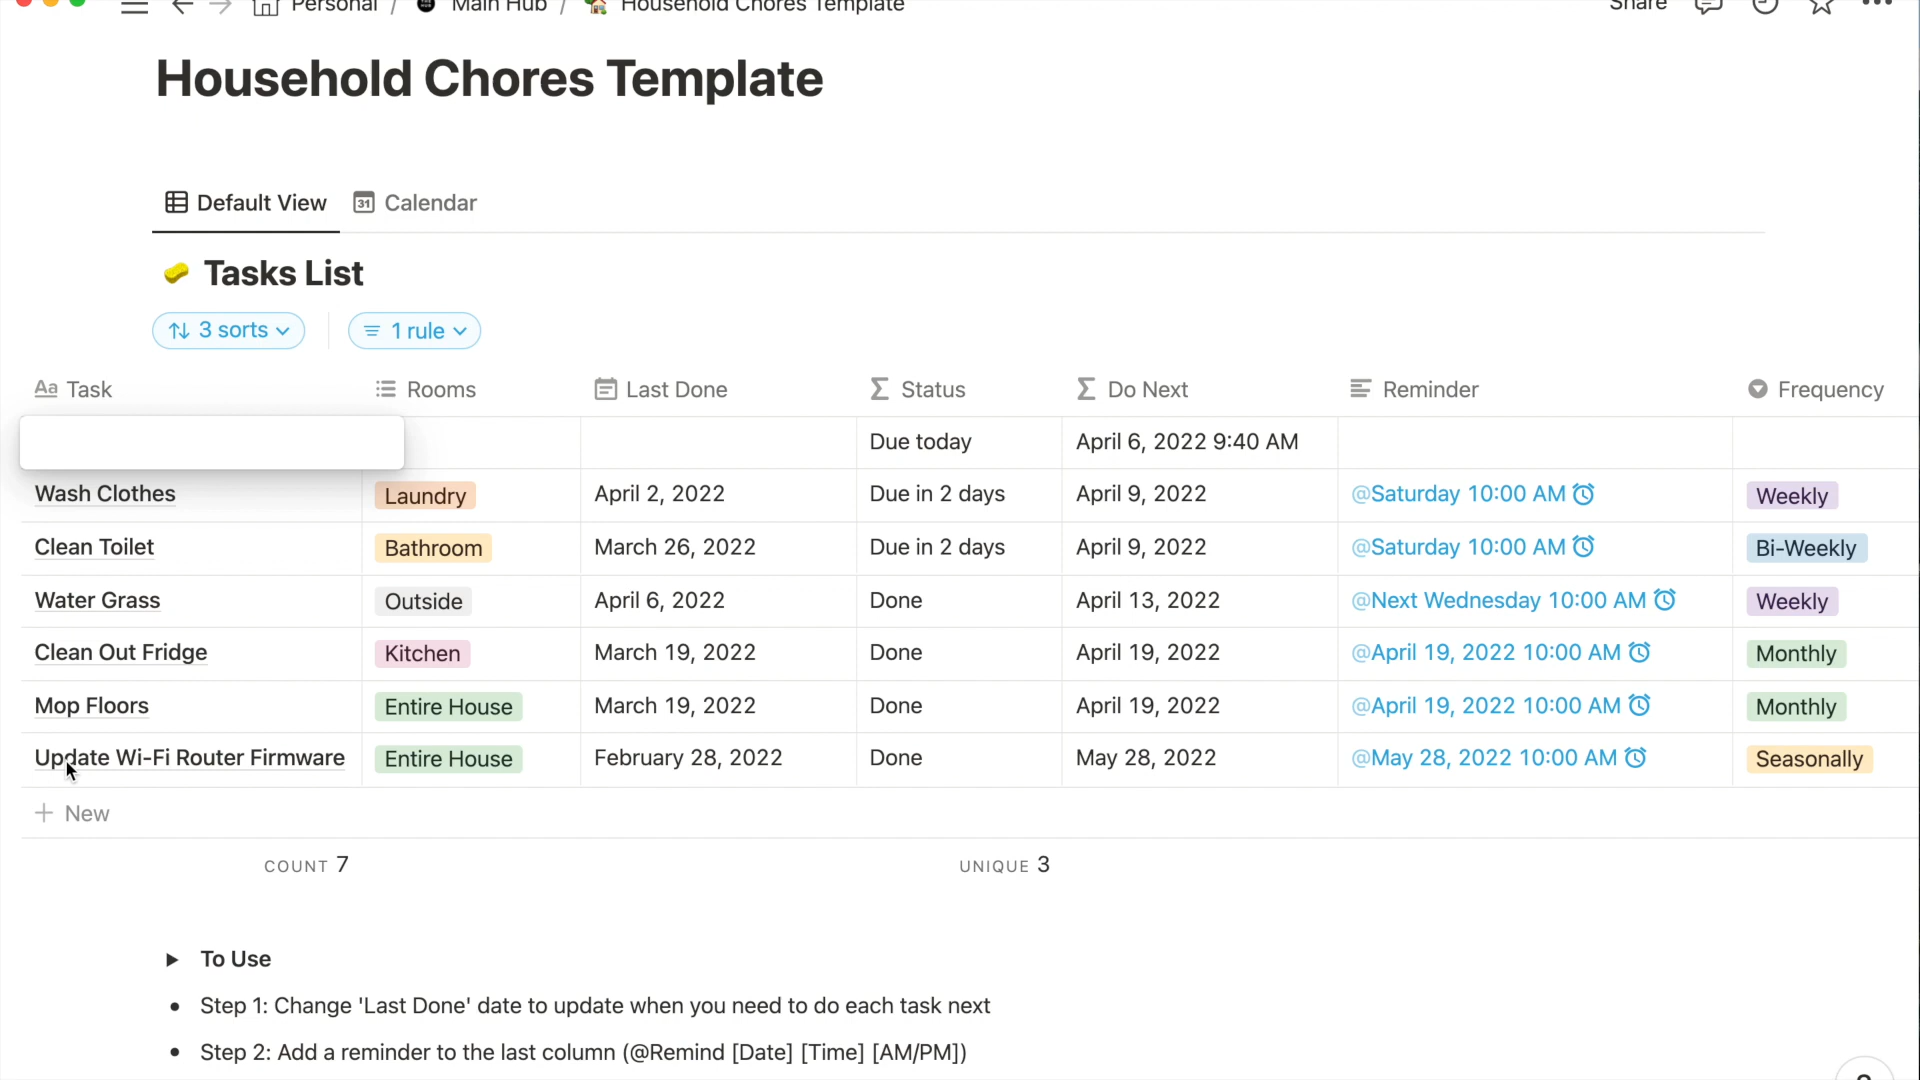 Personal / Main Hub / Household Chores Template Share
Household Chores Template
Default View Calendar
Tasks List
3 sorts 1 rule
Aa Task Rooms Last Done Σ Status Σ Do Next Reminder Frequency
Due today April 6, 2022 9:40 AM
Wash Clothes Laundry April 2, 2022 Due in 2 days April 9, 2022 @Saturday 10:00 AM Weekly
Clean Toilet Bathroom March 26, 2022 Due in 2 days April 9, 2022 @Saturday 10:00 AM Bi-Weekly
Water Grass Outside April 6, 2022 Done April 13, 2022 @Next Wednesday 10:00 AM Weekly
Clean Out Fridge Kitchen March 19, 2022 Done April 19, 2022 @April 19, 2022 10:00 AM Monthly
Mop Floors Entire House March 19, 2022 Done April 19, 2022 @April 19, 2022 10:00 AM Monthly
Update Wi-Fi Router Firmware Entire House February 28, 2022 Done May 28, 2022 @May 28, 2022 10:00 AM Seasonally
+ New
COUNT 7 UNIQUE 3
To Use
• Step 1: Change 'Last Done' date to update when you need to do each task next
• Step 2: Add a reminder to the last column (@Remind [Date] [Time] [AM/PM])